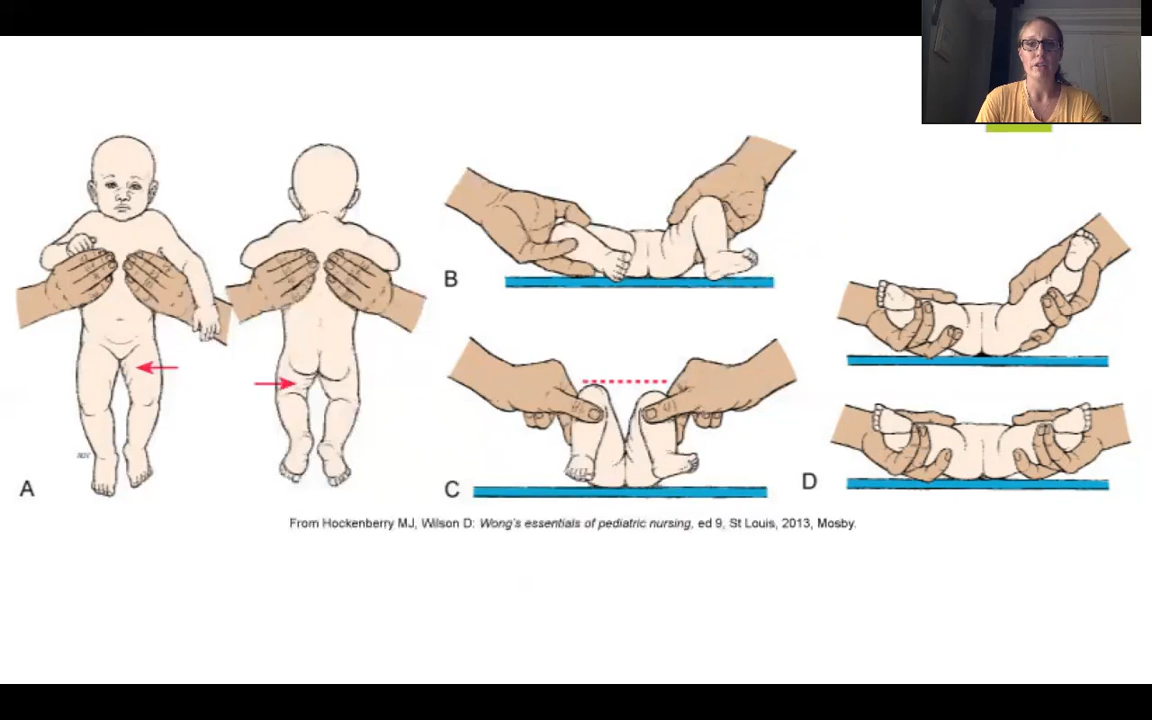 B
A
C
D
From Hockenberry MJ, Wilson D: Wong's essentials of pediatric nursing, ed 9, St Louis, 2013, Mosby.